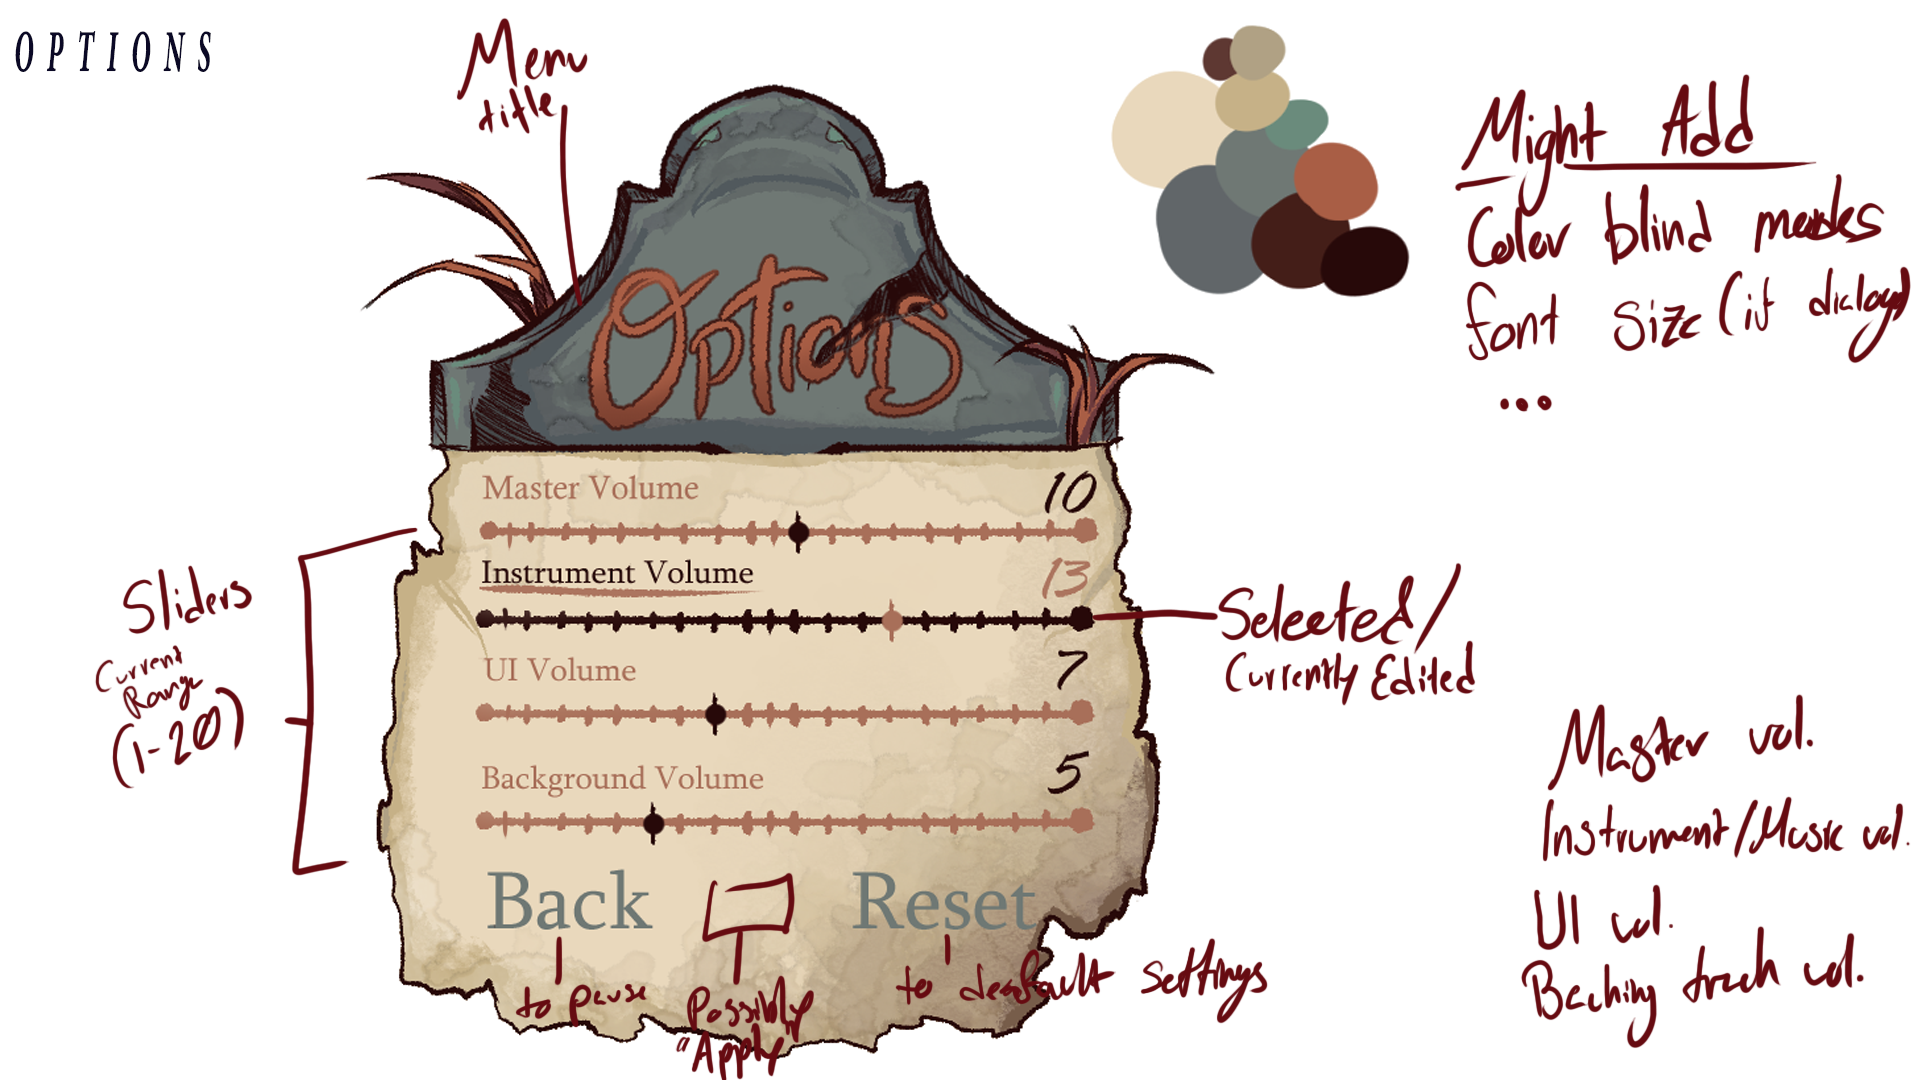 OPTIONS
Menu
title
Options
Master Volume
10
Instrument Volume
13
UI Volume
7
Background Volume
5
Back
Reset
to pause
Possibly
"Apply"
to default settings
Sliders
Current
Range
(1-20)
Selected/
Currently Edited
Might Add
Color blind modes
font size (if dialog)
...
Master vol.
Instrument/Music vol.
UI vol.
Backing track vol.